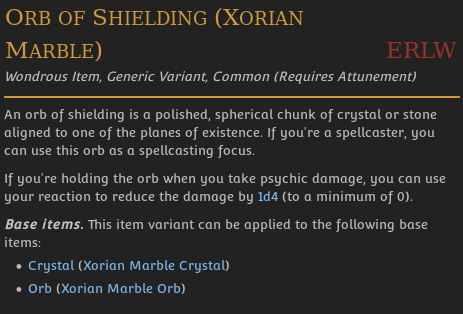 Orb of Shielding (Xorian
Marble) ERLW
Wondrous Item, Generic Variant, Common (Requires Attunement)
An orb of shielding is a polished, spherical chunk of crystal or stone
aligned to one of the planes of existence. If you're a spellcaster, you
can use this orb as a spellcasting focus.
If you're holding the orb when you take psychic damage, you can use
your reaction to reduce the damage by 1d4 (to a minimum of 0).
Base items. This item variant can be applied to the following base
items:
• Crystal (Xorian Marble Crystal)
• Orb (Xorian Marble Orb)